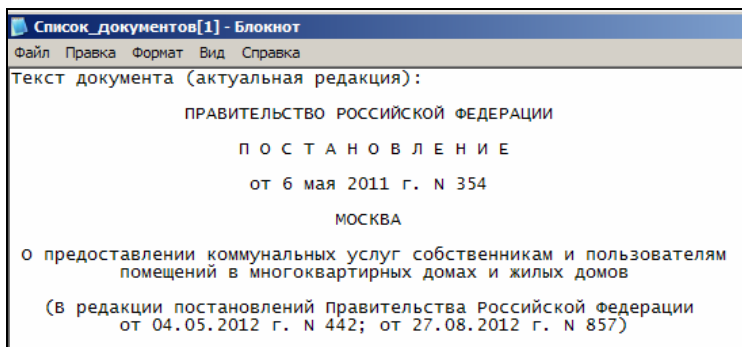 Список_документов[1] - Блокнот
Файл Правка Формат Вид Справка
Текст документа (актуальная редакция):
ПРАВИТЕЛЬСТВО РОССИЙСКОЙ ФЕДЕРАЦИИ
П О С Т А Н О В Л Е Н И Е
от 6 мая 2011 г. N 354
МОСКВА
О предоставлении коммунальных услуг собственникам и пользователям
помещений в многоквартирных домах и жилых домов
(В редакции постановлений Правительства Российской Федерации
от 04.05.2012 г. N 442; от 27.08.2012 г. N 857)